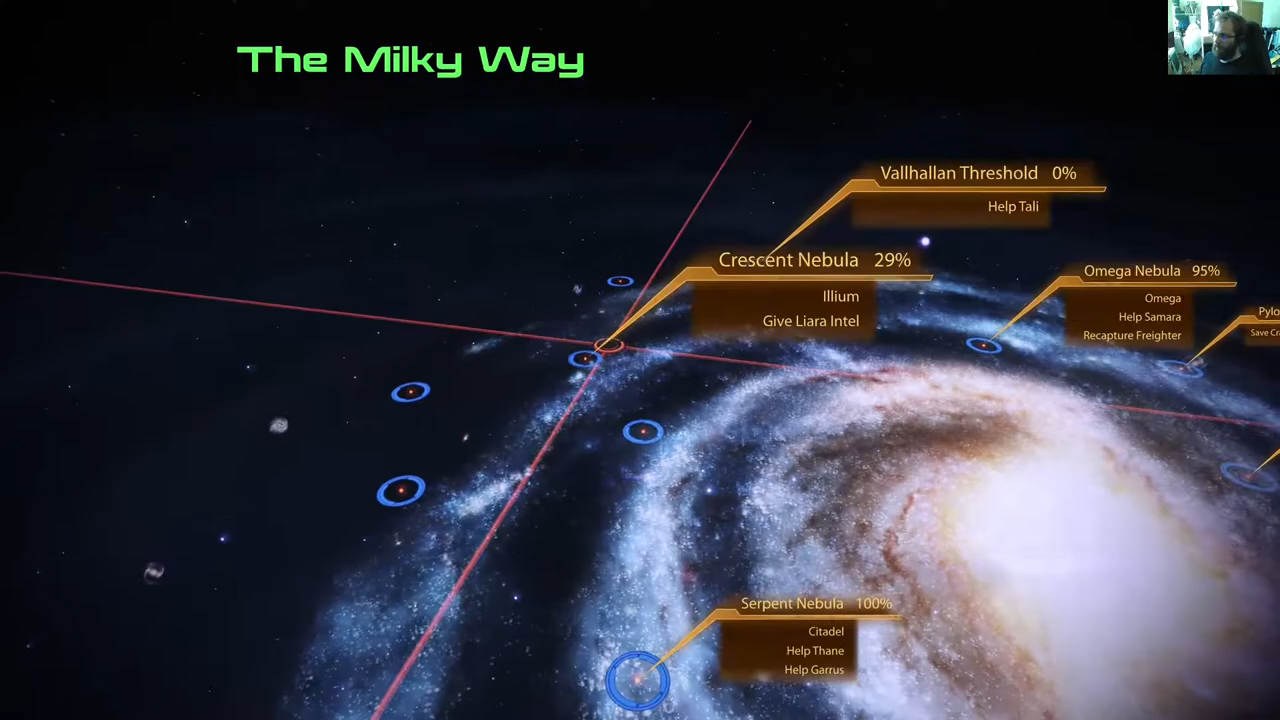 The Milky Way
Vallhallan Threshold 0%
Help Tali
Crescent Nebula 29%
Illium
Give Liara Intel
Omega Nebula 95%
Omega
Help Samara
Recapture Freighter
Serpent Nebula 100%
Citadel
Help Thane
Help Garrus